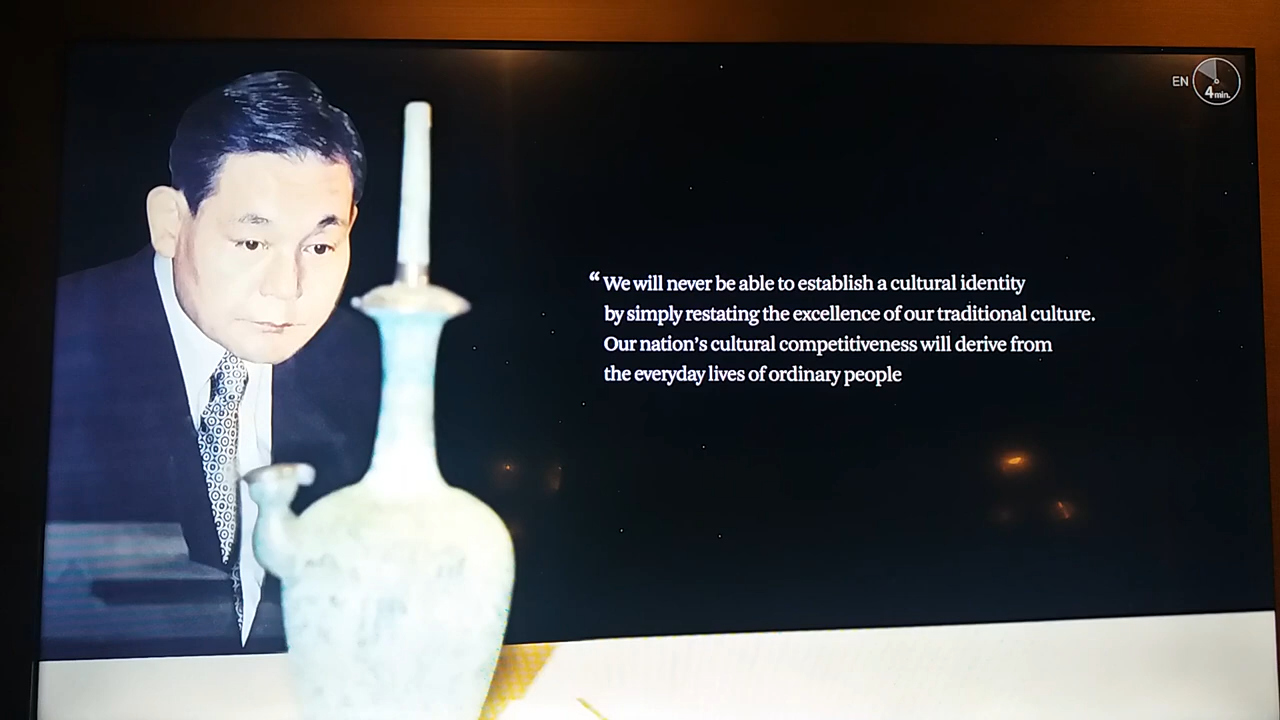 EN
4min.
“ We will never be able to establish a cultural identity
by simply restating the excellence of our traditional culture.
Our nation’s cultural competitiveness will derive from
the everyday lives of ordinary people